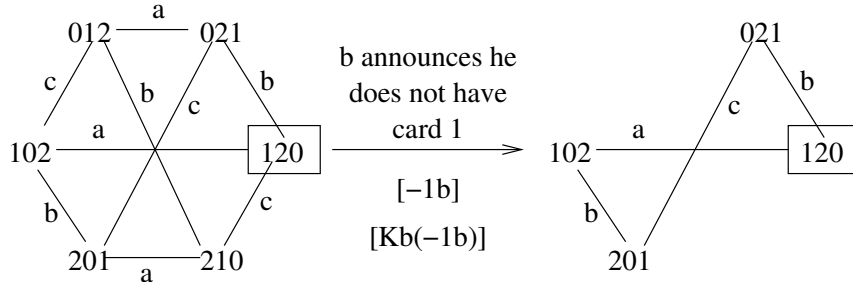 a
012
021
c
b
c
b
a
102
120
b
c
201
210
a
b announces he
does not have
card 1
[−1b]
[Kb(−1b)]
021
b
c
a
102
120
b
201